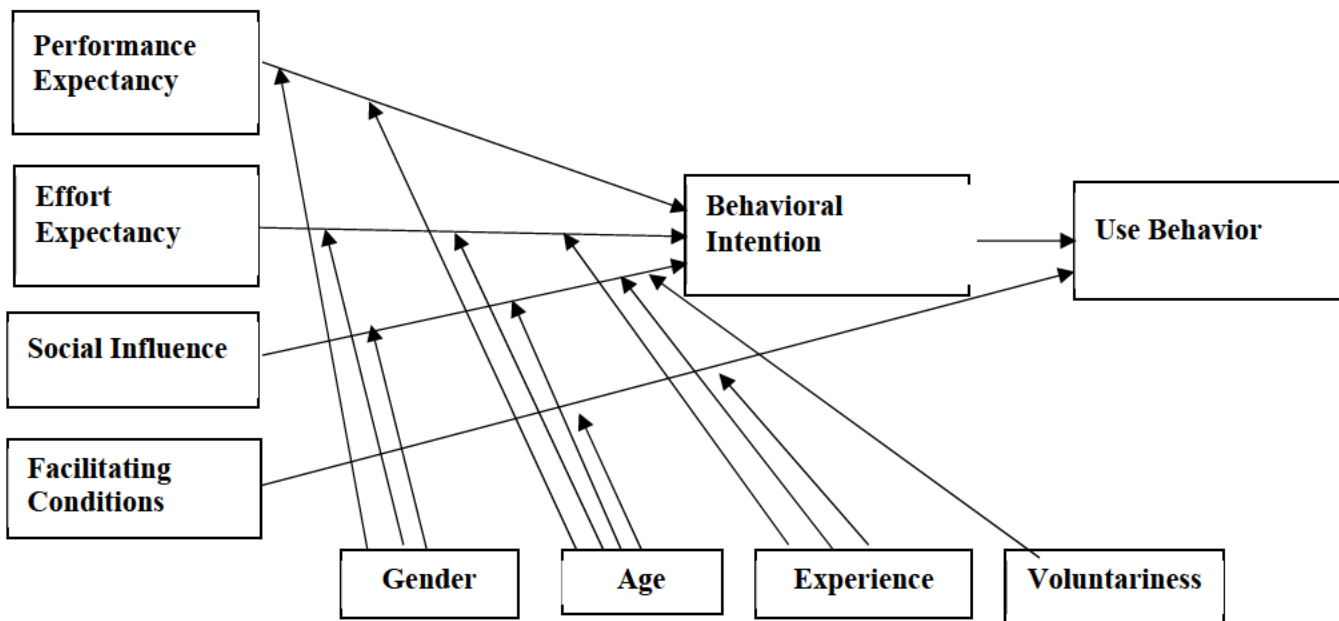 Performance
Expectancy
Effort
Expectancy
Behavioral
Intention
Use Behavior
Social Influence
Facilitating
Conditions
Gender
Age
Experience
Voluntariness